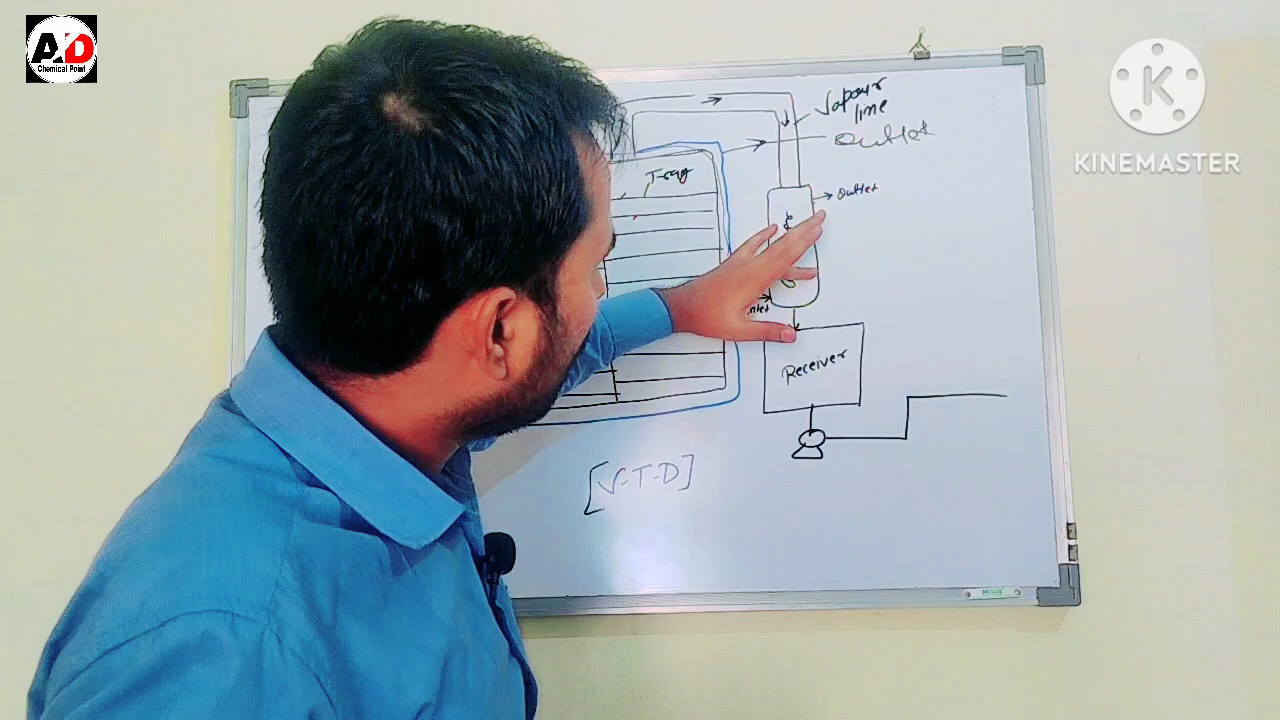 AD
Chemical Point
K
KINEMASTER
Vapour
line
Outlet
Tray
Outlet
Receiver
[V-T-D]